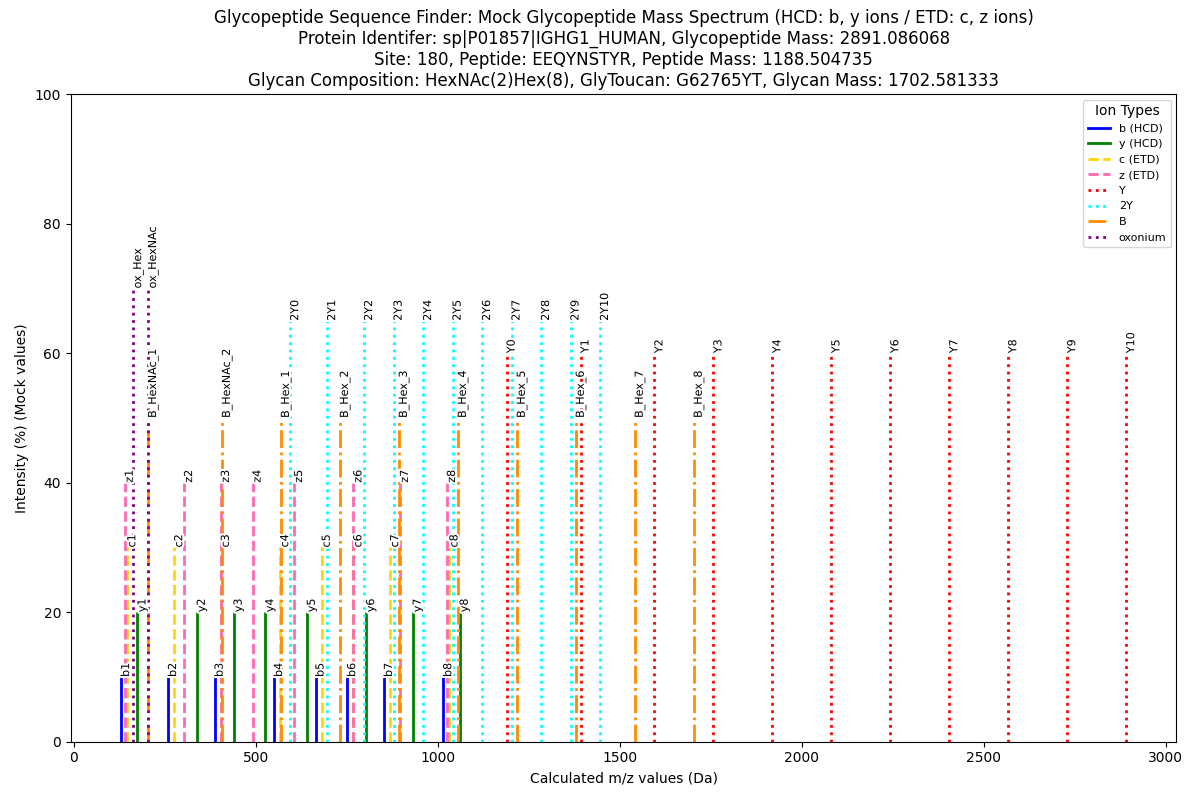 Glycopeptide Sequence Finder: Mock Glycopeptide Mass Spectrum (HCD: b, y ions / ETD: c, z ions)
Protein Identifer: sp|P01857|IGHG1_HUMAN, Glycopeptide Mass: 2891.086068
Site: 180, Peptide: EEQYNSTYR, Peptide Mass: 1188.504735
Glycan Composition: HexNAc(2)Hex(8), GlyToucan: G62765YT, Glycan Mass: 1702.581333
Intensity (%) (Mock values)
100
80
60
40
20
0
Ion Types
b (HCD)
y (HCD)
c (ETD)
z (ETD)
Y
2Y
B
oxonium
ox_Hex
ox_HexNAc
2Y0
2Y1
2Y2
2Y3
2Y4
2Y5
2Y6
2Y7
2Y8
2Y9
2Y10
Y0
Y1
Y2
Y3
Y4
Y5
Y6
Y7
Y8
Y9
Y10
B_HexNAc_1
B_HexNAc_2
B_Hex_1
B_Hex_2
B_Hex_3
B_Hex_4
B_Hex_5
B_Hex_6
B_Hex_7
B_Hex_8
z1
z2
z3
z4
z5
z6
z7
z8
c1
c2
c3
c4
c5
c6
c7
c8
y1
y2
y3
y4
y5
y6
y7
y8
b1
b2
b3
b4
b5
b6
b7
b8
0
500
1000
1500
2000
2500
3000
Calculated m/z values (Da)